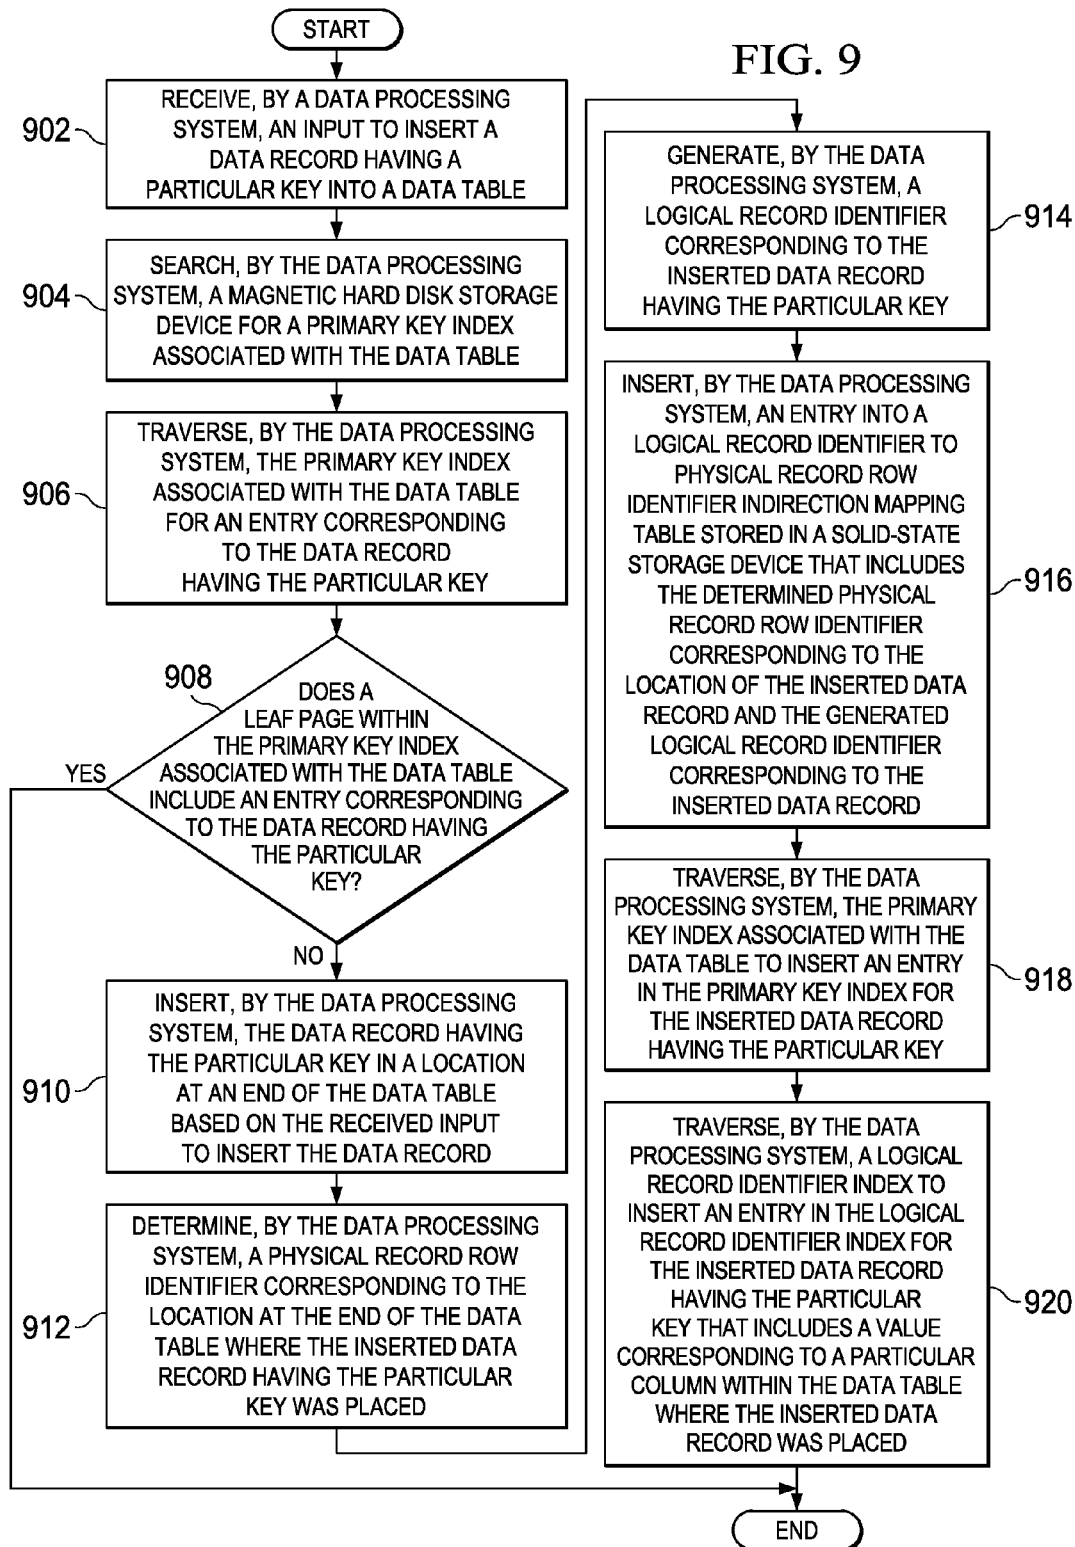 START
FIG. 9
902
RECEIVE, BY A DATA PROCESSING
SYSTEM, AN INPUT TO INSERT A
DATA RECORD HAVING A
PARTICULAR KEY INTO A DATA TABLE
904
SEARCH, BY THE DATA PROCESSING
SYSTEM, A MAGNETIC HARD DISK STORAGE
DEVICE FOR A PRIMARY KEY INDEX
ASSOCIATED WITH THE DATA TABLE
906
TRAVERSE, BY THE DATA PROCESSING
SYSTEM, THE PRIMARY KEY INDEX
ASSOCIATED WITH THE DATA TABLE
FOR AN ENTRY CORRESPONDING
TO THE DATA RECORD
HAVING THE PARTICULAR KEY
908
DOES A
LEAF PAGE WITHIN
THE PRIMARY KEY INDEX
ASSOCIATED WITH THE DATA TABLE
INCLUDE AN ENTRY CORRESPONDING
TO THE DATA RECORD HAVING
THE PARTICULAR
KEY?
YES
NO
910
INSERT, BY THE DATA PROCESSING
SYSTEM, THE DATA RECORD HAVING
THE PARTICULAR KEY IN A LOCATION
AT AN END OF THE DATA TABLE
BASED ON THE RECEIVED INPUT
TO INSERT THE DATA RECORD
912
DETERMINE, BY THE DATA PROCESSING
SYSTEM, A PHYSICAL RECORD ROW
IDENTIFIER CORRESPONDING TO THE
LOCATION AT THE END OF THE DATA
TABLE WHERE THE INSERTED DATA
RECORD HAVING THE PARTICULAR
KEY WAS PLACED
GENERATE, BY THE DATA
PROCESSING SYSTEM, A
LOGICAL RECORD IDENTIFIER
CORRESPONDING TO THE
INSERTED DATA RECORD
HAVING THE PARTICULAR KEY
914
INSERT, BY THE DATA PROCESSING
SYSTEM, AN ENTRY INTO A
LOGICAL RECORD IDENTIFIER TO
PHYSICAL RECORD ROW
IDENTIFIER INDIRECTION MAPPING
TABLE STORED IN A SOLID-STATE
STORAGE DEVICE THAT INCLUDES
THE DETERMINED PHYSICAL
RECORD ROW IDENTIFIER
CORRESPONDING TO THE
LOCATION OF THE INSERTED DATA
RECORD AND THE GENERATED
LOGICAL RECORD IDENTIFIER
CORRESPONDING TO THE
INSERTED DATA RECORD
916
TRAVERSE, BY THE DATA
PROCESSING SYSTEM, THE PRIMARY
KEY INDEX ASSOCIATED WITH THE
DATA TABLE TO INSERT AN ENTRY
IN THE PRIMARY KEY INDEX FOR
THE INSERTED DATA RECORD
HAVING THE PARTICULAR KEY
918
TRAVERSE, BY THE DATA
PROCESSING SYSTEM, A LOGICAL
RECORD IDENTIFIER INDEX TO
INSERT AN ENTRY IN THE LOGICAL
RECORD IDENTIFIER INDEX FOR
THE INSERTED DATA RECORD
HAVING THE PARTICULAR
KEY THAT INCLUDES A VALUE
CORRESPONDING TO A PARTICULAR
COLUMN WITHIN THE DATA TABLE
WHERE THE INSERTED DATA
RECORD WAS PLACED
920
END